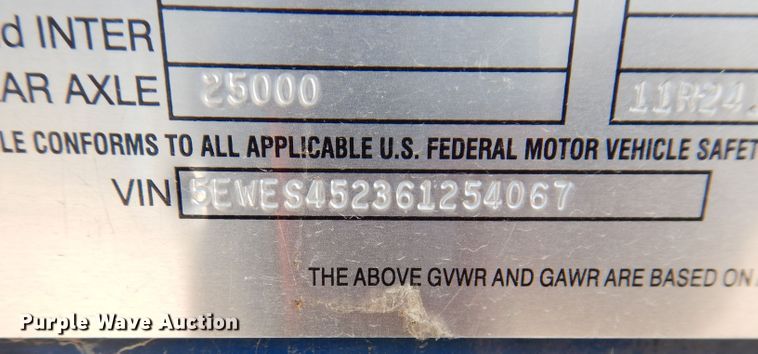 d INTER
AR AXLE 25000 11R24.
LE CONFORMS TO ALL APPLICABLE U.S. FEDERAL MOTOR VEHICLE SAFET
VIN 5EWES452361254067
THE ABOVE GVWR AND GAWR ARE BASED ON
Purple Wave Auction